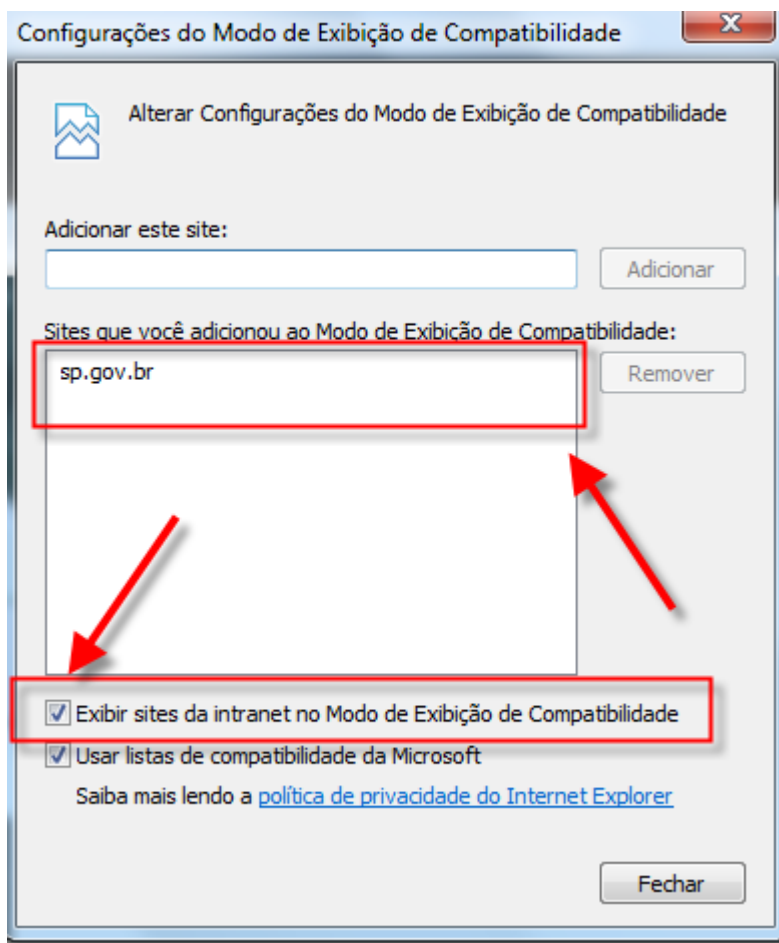 Configurações do Modo de Exibição de Compatibilidade
Alterar Configurações do Modo de Exibição de Compatibilidade
Adicionar este site:
Adicionar
Sites que você adicionou ao Modo de Exibição de Compatibilidade:
sp.gov.br
Remover
Exibir sites da intranet no Modo de Exibição de Compatibilidade
Usar listas de compatibilidade da Microsoft
Saiba mais lendo a política de privacidade do Internet Explorer
Fechar